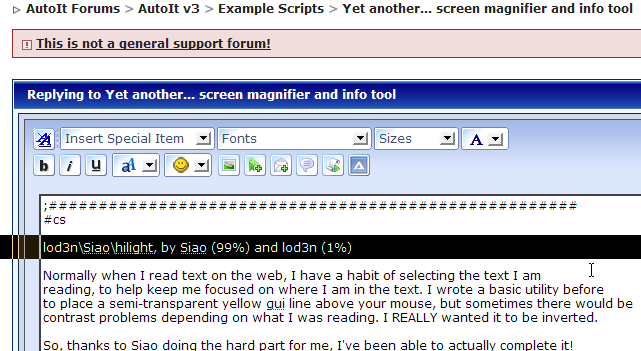 ▷ AutoIt Forums > AutoIt v3 > Example Scripts > Yet another... screen magnifier and info tool
This is not a general support forum!
Replying to Yet another... screen magnifier and info tool
Insert Special Item Fonts Sizes A
b i U aA
;#####################################################
#cs
lod3n\Siao\hilight, by Siao (99%) and lod3n (1%)
Normally when I read text on the web, I have a habit of selecting the text I am
reading, to help keep me focused on where I am in the text. I wrote a basic utility before
to place a semi-transparent yellow gui line above your mouse, but sometimes there would be
contrast problems depending on what I was reading. I REALLY wanted it to be inverted.
So, thanks to Siao doing the hard part for me, I've been able to actually complete it!